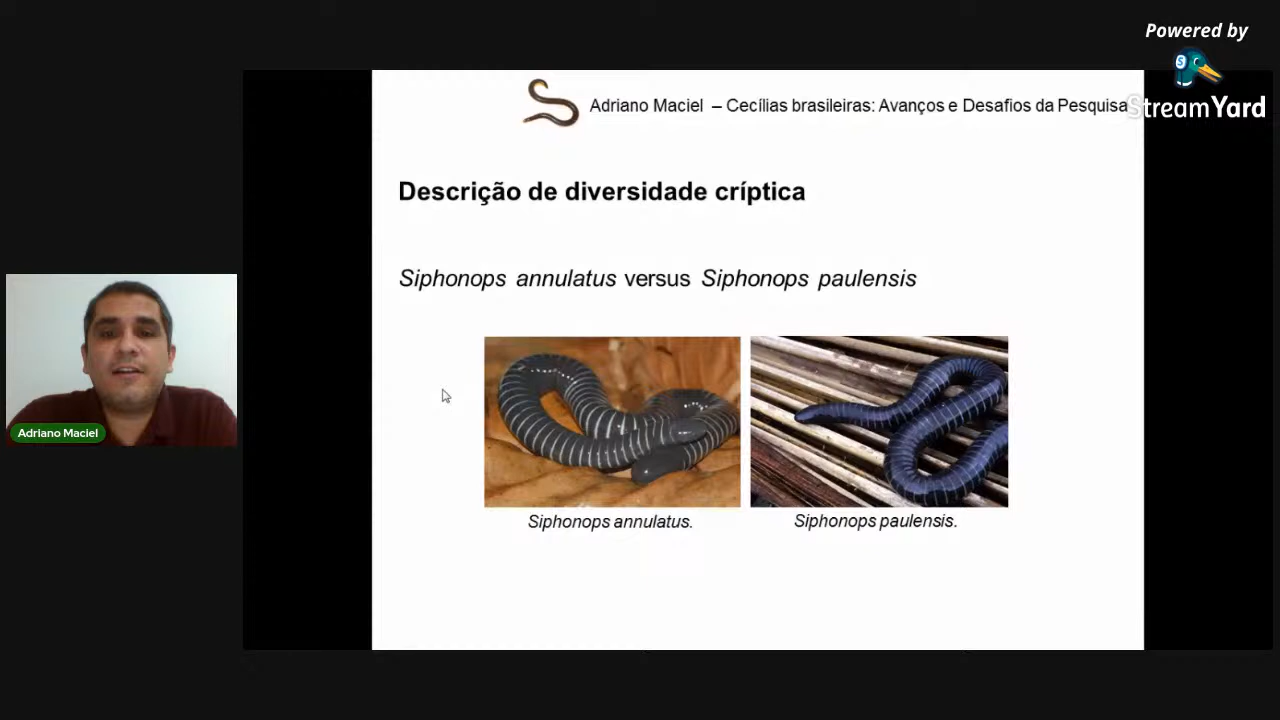 Powered by
StreamYard
Adriano Maciel – Cecílias brasileiras: Avanços e Desafios da Pesquisa
Descrição de diversidade críptica
Siphonops annulatus versus Siphonops paulensis
Siphonops annulatus.
Siphonops paulensis.
Adriano Maciel